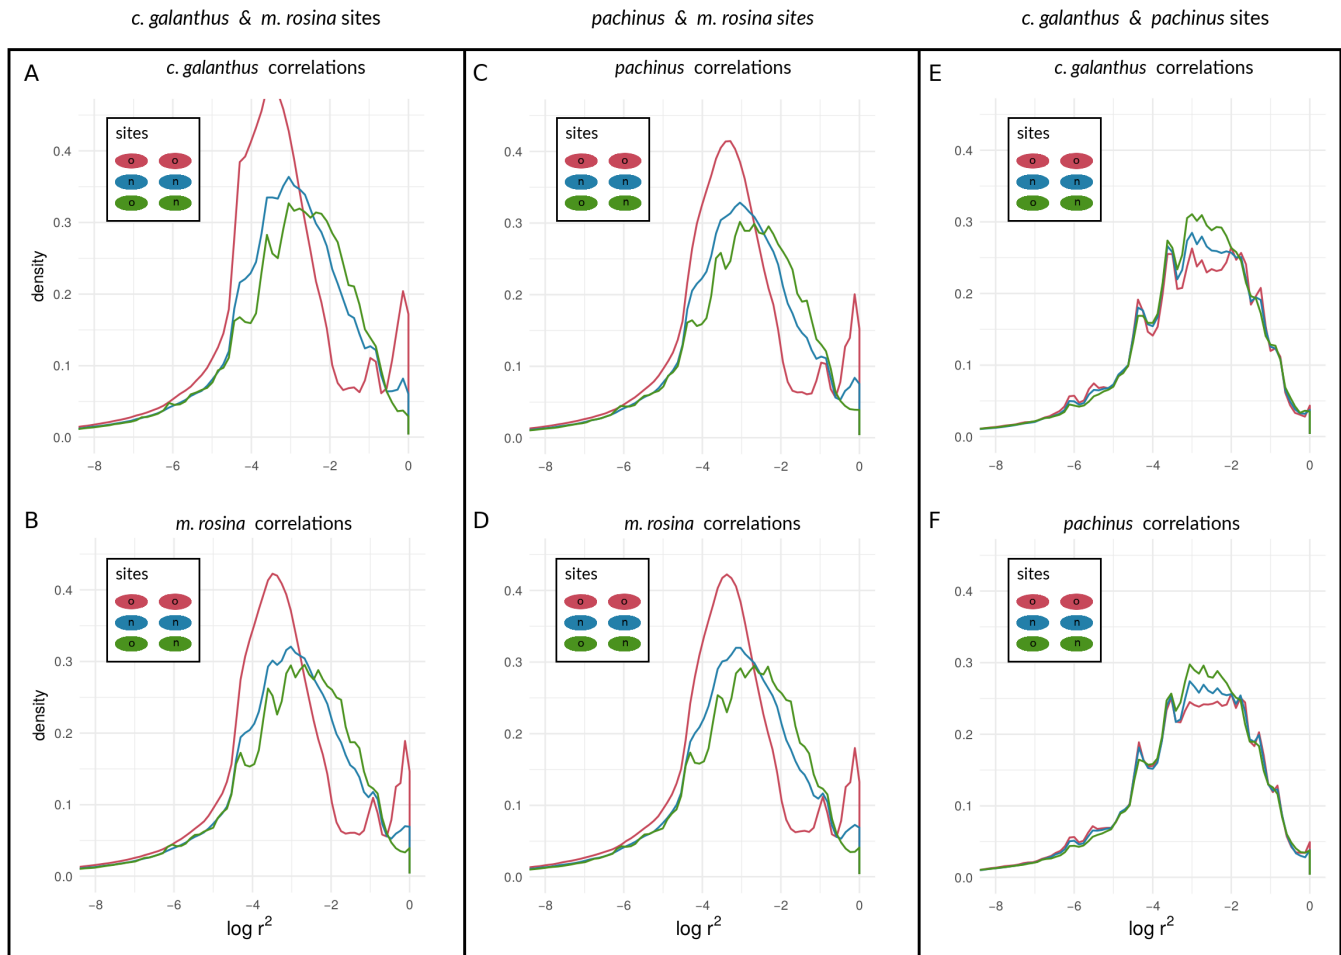 c. galanthus & m. rosina sites
pachinus & m. rosina sites
c. galanthus & pachinus sites
A
c. galanthus correlations
sites
o o
n n
o n
density
0.4
0.3
0.2
0.1
0.0
−8 −6 −4 −2 0
B
m. rosina correlations
sites
o o
n n
o n
density
0.4
0.3
0.2
0.1
0.0
−8 −6 −4 −2 0
log r²
C
pachinus correlations
sites
o o
n n
o n
0.4
0.3
0.2
0.1
0.0
−8 −6 −4 −2 0
D
m. rosina correlations
sites
o o
n n
o n
0.4
0.3
0.2
0.1
0.0
−8 −6 −4 −2 0
log r²
E
c. galanthus correlations
sites
o o
n n
o n
0.4
0.3
0.2
0.1
0.0
−8 −6 −4 −2 0
F
pachinus correlations
sites
o o
n n
o n
0.4
0.3
0.2
0.1
0.0
−8 −6 −4 −2 0
log r²